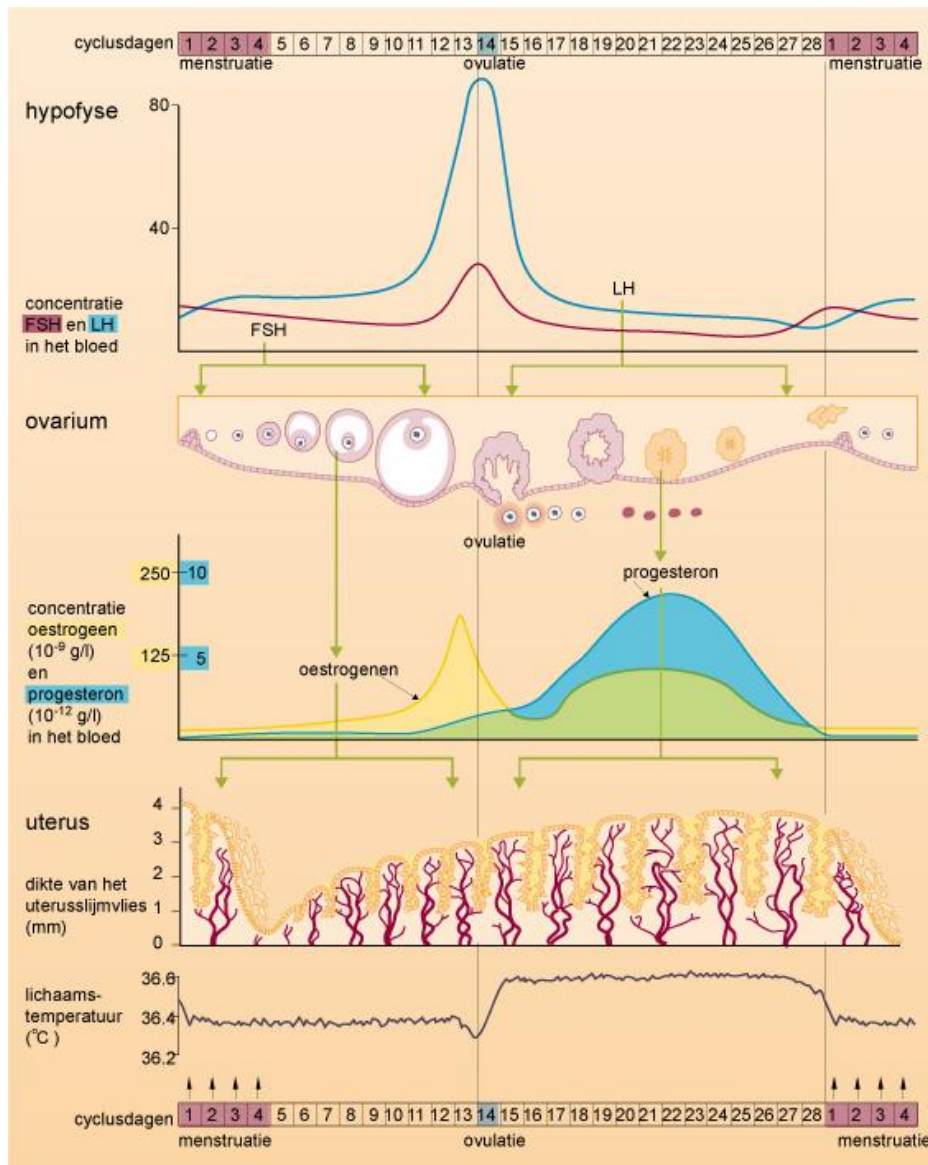 cyclusdagen 1 2 3 4 5 6 7 8 9 10 11 12 13 14 15 16 17 18 19 20 21 22 23 24 25 26 27 28 1 2 3 4
menstruatie ovulatie menstruatie
hypofyse
80
40
concentratie
FSH en LH
in het bloed
FSH
LH
ovarium
ovulatie
250 10
125 5
concentratie
oestrogeen
(10⁻⁹ g/l)
en
progesteron
(10⁻¹² g/l)
in het bloed
oestrogenen
progesteron
uterus
4
3
2
1
0
dikte van het
uterusslijmvlies
(mm)
lichaams-
temperatuur
(°C )
36.6
36.4
36.2
cyclusdagen 1 2 3 4 5 6 7 8 9 10 11 12 13 14 15 16 17 18 19 20 21 22 23 24 25 26 27 28 1 2 3 4
menstruatie ovulatie menstruatie